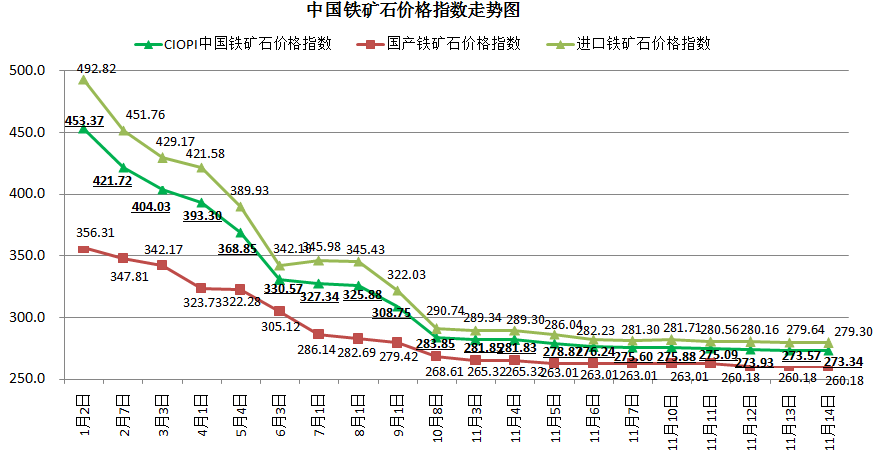 中国铁矿石价格指数走势图
CIOPI中国铁矿石价格指数 国产铁矿石价格指数 进口铁矿石价格指数
500.0
450.0
400.0
350.0
300.0
250.0
492.82 451.76 429.17 421.58 389.93 345.98 345.43 322.03 290.74 289.34 289.30 286.04 282.23 281.30 281.71 280.56 280.16 279.64 279.30
453.37 421.72 404.03 393.30 368.85 330.57 327.34 325.88 308.75 283.85 281.85 281.83 278.82 276.24 275.60 275.88 275.09 273.93 273.57 273.34
356.31 347.81 342.17 323.73 322.28 305.12 286.14 282.69 279.42 268.61 265.32 265.32 263.01 263.01 263.01 263.01 260.18 260.18 260.18
1月2日 2月7日 3月3日 4月1日 5月4日 6月3日 7月1日 8月1日 9月1日 10月8日 11月3日 11月4日 11月5日 11月6日 11月7日 11月10日 11月11日 11月12日 11月13日 11月14日